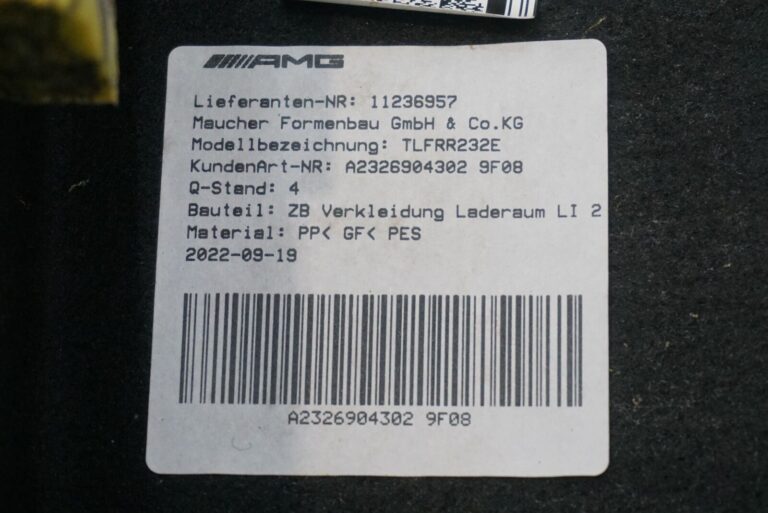 AMG
Lieferanten-NR: 11236957
Maucher Formenbau GmbH & Co.KG
Modellbezeichnung: TLFRR232E
KundenArt-NR: A2326904302 9F08
Q-Stand: 4
Bauteil: ZB Verkleidung Laderaum LI 2
Material: PP< GF< PES
2022-09-19
A2326904302 9F08